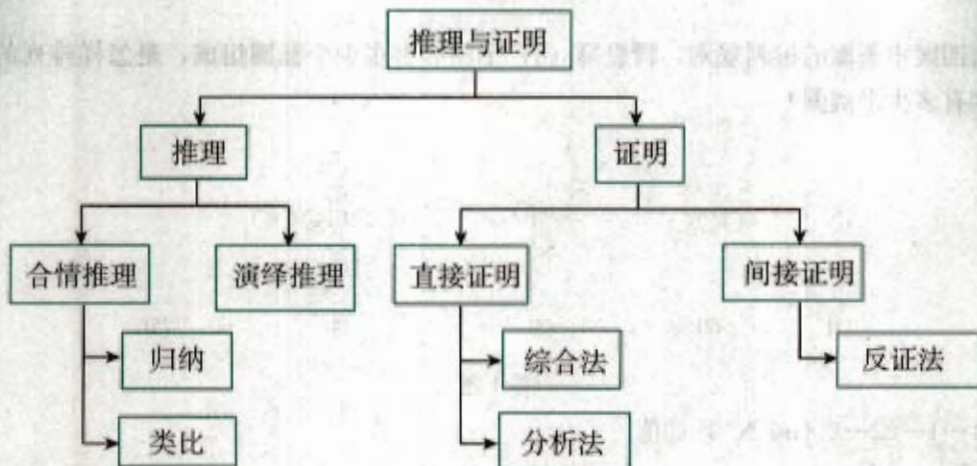 推理与证明
推理
证明
合情推理
演绎推理
直接证明
间接证明
归纳
综合法
反证法
类比
分析法